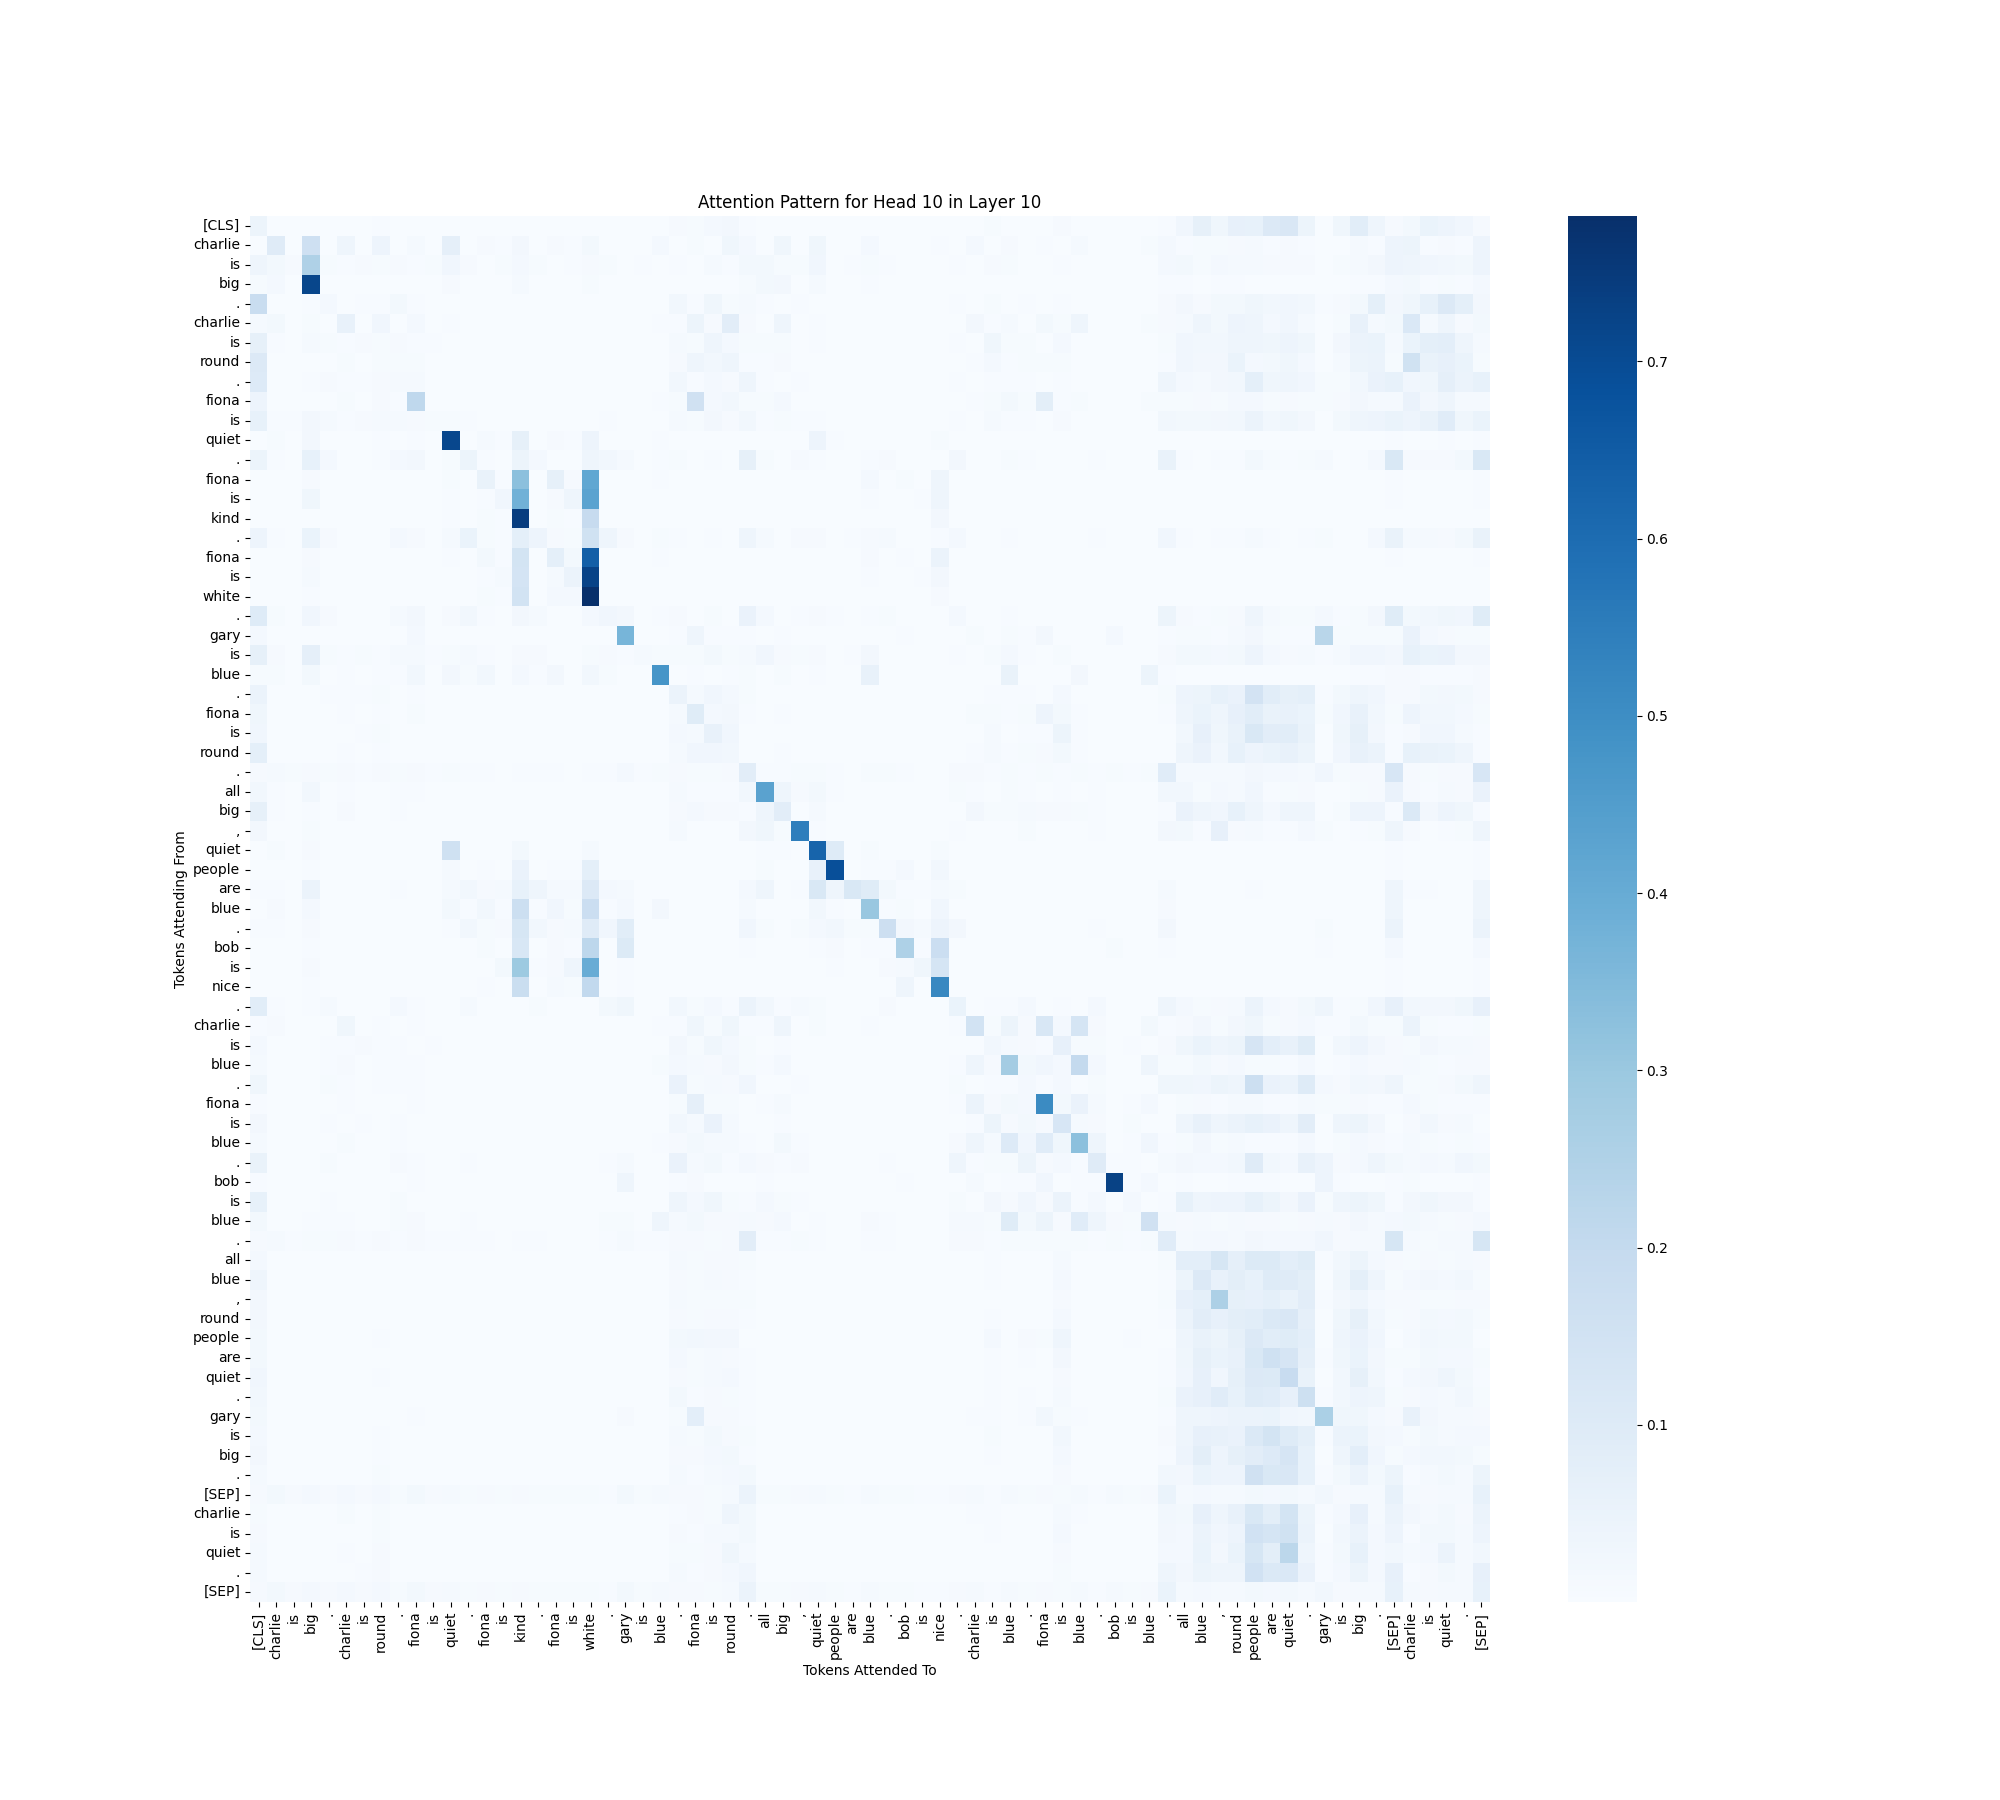 Attention Pattern for Head 10 in Layer 10
[CLS]
charlie
is
big
.
charlie
is
round
.
fiona
is
quiet
.
fiona
is
kind
.
fiona
is
white
.
gary
is
blue
.
fiona
is
round
.
all
big
,
quiet
people
are
blue
.
bob
is
nice
.
charlie
is
blue
.
fiona
is
blue
.
bob
is
blue
.
all
blue
,
round
people
are
quiet
.
gary
is
big
.
[SEP]
charlie
is
quiet
.
[SEP]
Tokens Attending From
[CLS] charlie is big . charlie is round . fiona is quiet . fiona is kind . fiona is white . gary is blue . fiona is round . all big , quiet people are blue . bob is nice . charlie is blue . fiona is blue . bob is blue . all blue , round people are quiet . gary is big . [SEP] charlie is quiet . [SEP]
Tokens Attended To
0.7
0.6
0.5
0.4
0.3
0.2
0.1